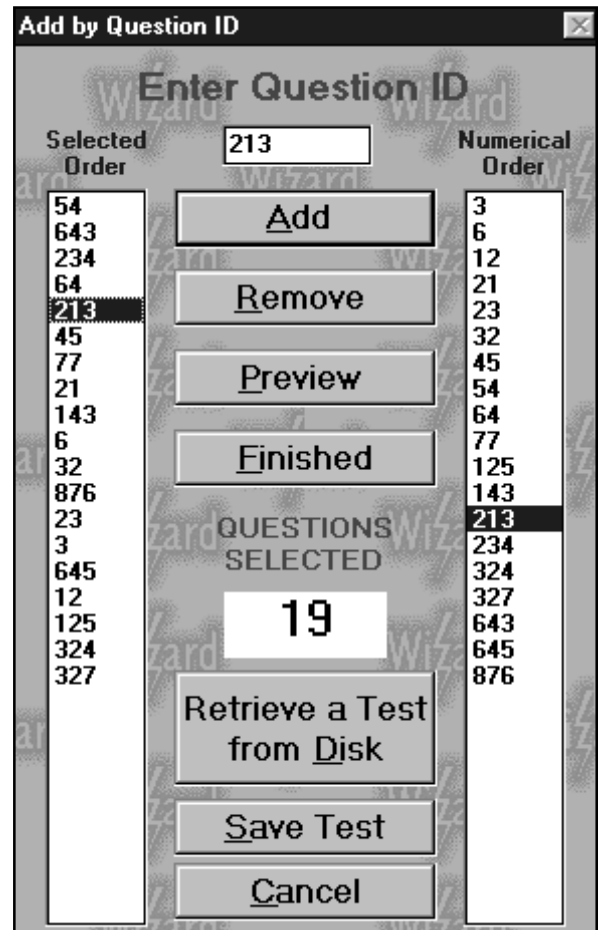 Add by Question ID
Enter Question ID
Selected
Order
54
643
234
64
213
45
77
21
143
6
32
876
23
3
645
12
125
324
327
213
Add
Remove
Preview
Finished
QUESTIONS
SELECTED
19
Retrieve a Test
from Disk
Save Test
Cancel
Numerical
Order
3
6
12
21
23
32
45
54
64
77
125
143
213
234
324
327
643
645
876
Wizard